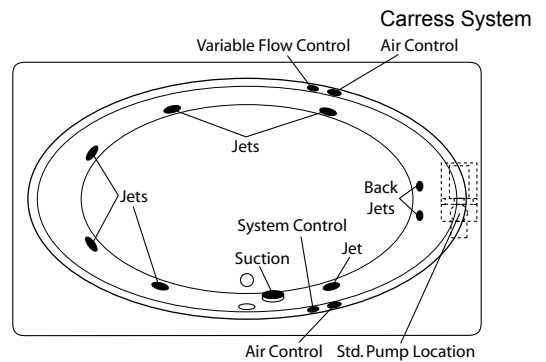 Carress System
Variable Flow Control
Air Control
Jets
Jets
Back
Jets
System Control
Suction
Jet
Air Control
Std. Pump Location